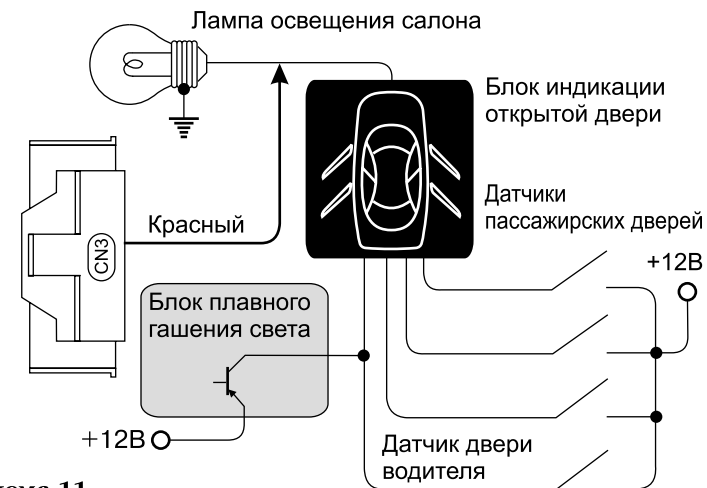 Лампа освещения салона
Блок индикации
открытой двери
Датчики
пассажирских дверей
Красный
+12В
CN3
Блок плавного
гашения света
+12В
Датчик двери
водителя
11